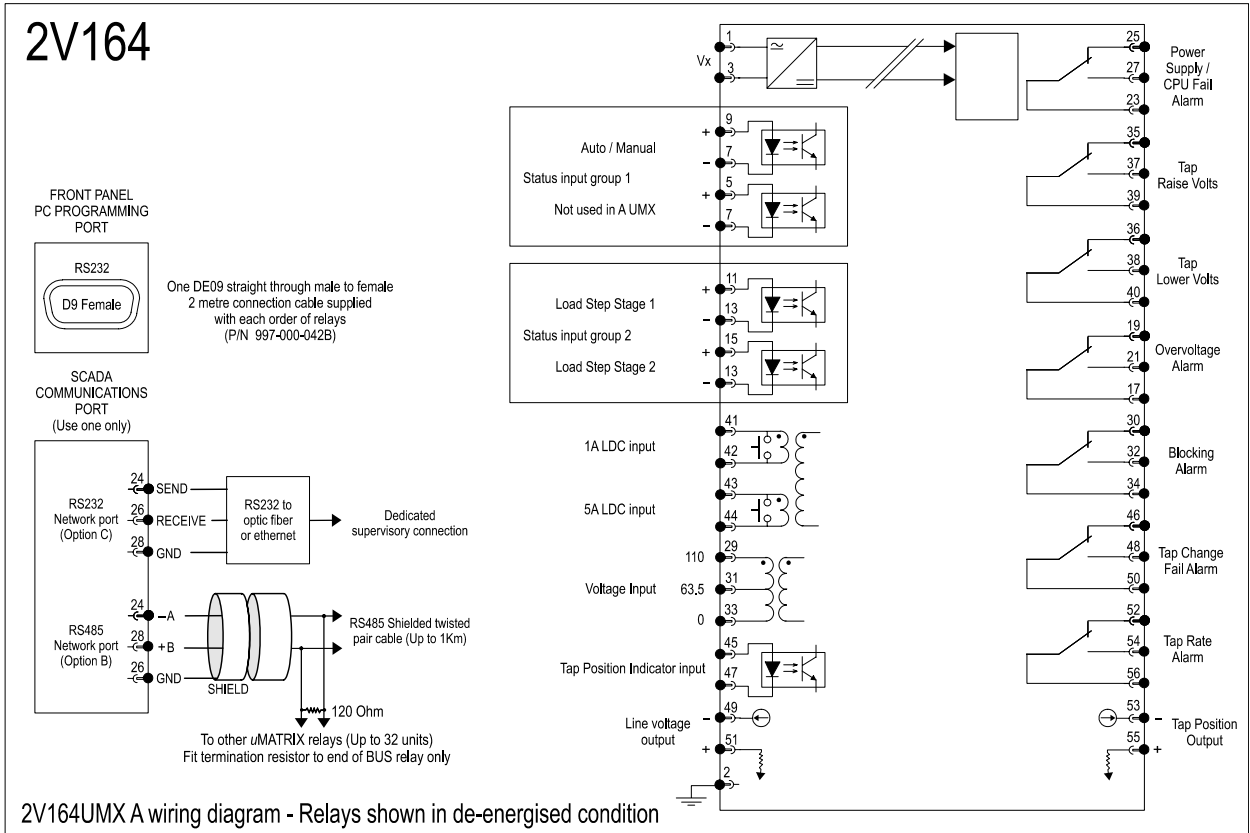 2V164
FRONT PANEL
PC PROGRAMMING
PORT
RS232
D9 Female
One DE09 straight through male to female
2 metre connection cable supplied
with each order of relays
(P/N 997-000-042B)
SCADA
COMMUNICATIONS
PORT
(Use one only)
RS232
Network port
(Option C)
24
SEND
26
RECEIVE
28
GND
RS232 to
optic fiber
or ethernet
Dedicated
supervisory connection
RS485
Network port
(Option B)
24
–A
28
+B
26
GND
SHIELD
RS485 Shielded twisted
pair cable (Up to 1Km)
120 Ohm
To other uMATRIX relays (Up to 32 units)
Fit termination resistor to end of BUS relay only
Vx
1
3
Auto / Manual
+
9
–
7
Status input group 1
+
5
Not used in A UMX
–
7
Load Step Stage 1
+
11
–
13
Status input group 2
+
15
Load Step Stage 2
–
13
1A LDC input
41
42
5A LDC input
43
44
Voltage Input
110
29
63.5
31
0
33
Tap Position Indicator input
45
47
Line voltage
output
–
49
+
51
2
25
27
23
Power
Supply /
CPU Fail
Alarm
35
37
39
Tap
Raise Volts
36
38
40
Tap
Lower Volts
19
21
17
Overvoltage
Alarm
30
32
34
Blocking
Alarm
46
48
50
Tap Change
Fail Alarm
52
54
56
Tap Rate
Alarm
53
–
55
+
Tap Position
Output
2V164UMX A wiring diagram - Relays shown in de-energised condition